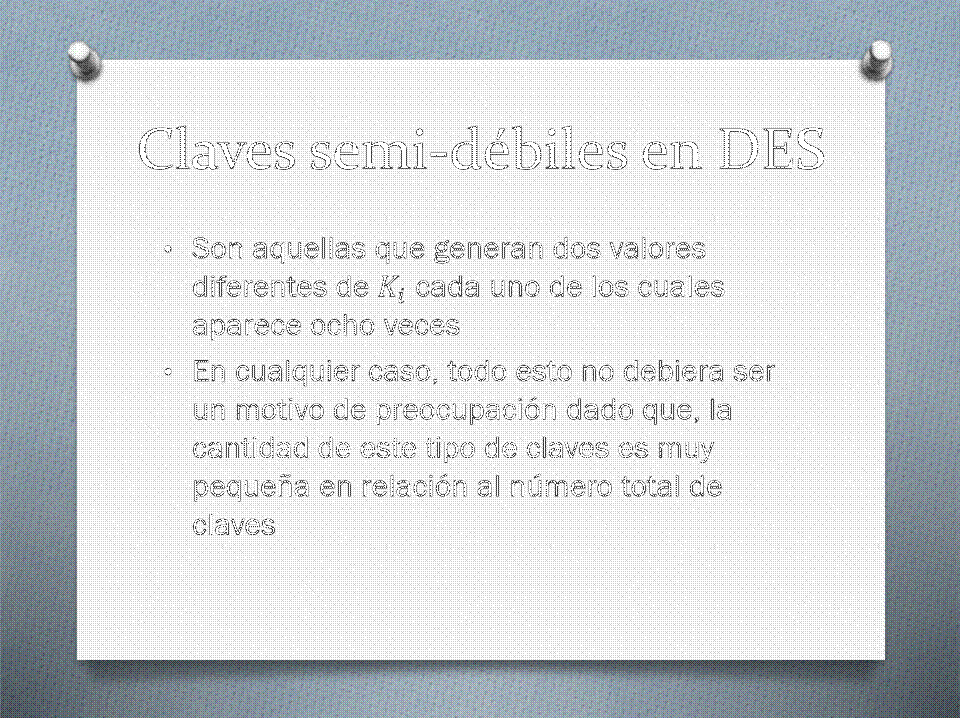 Claves semi-débiles en DES
• Son aquellas que generan dos valores
diferentes de K_i cada uno de los cuales
aparece ocho veces
• En cualquier caso, todo esto no debiera ser
un motivo de preocupación dado que, la
cantidad de este tipo de claves es muy
pequeña en relación al número total de
claves